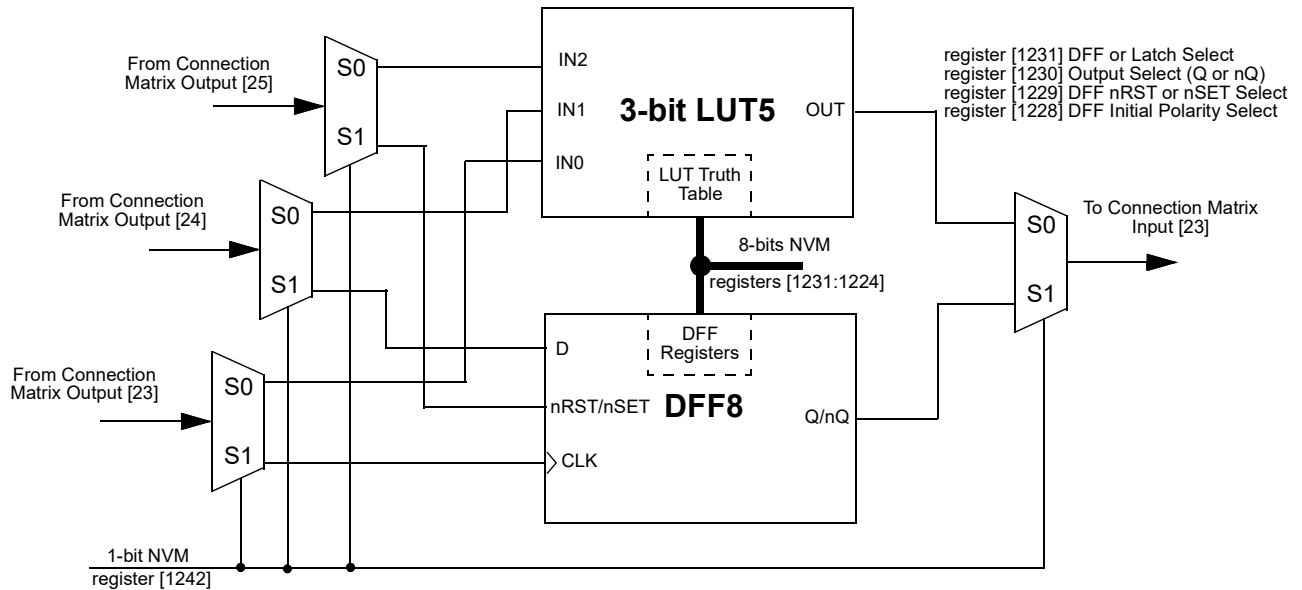 From Connection
Matrix Output [25]
S0
S1
IN2
IN1
IN0
3-bit LUT5
OUT
LUT Truth
Table
register [1231] DFF or Latch Select
register [1230] Output Select (Q or nQ)
register [1229] DFF nRST or nSET Select
register [1228] DFF Initial Polarity Select
From Connection
Matrix Output [24]
S0
S1
8-bits NVM
registers [1231:1224]
S0
S1
To Connection Matrix
Input [23]
From Connection
Matrix Output [23]
S0
S1
D
nRST/nSET
CLK
DFF
Registers
DFF8
Q/nQ
1-bit NVM
register [1242]